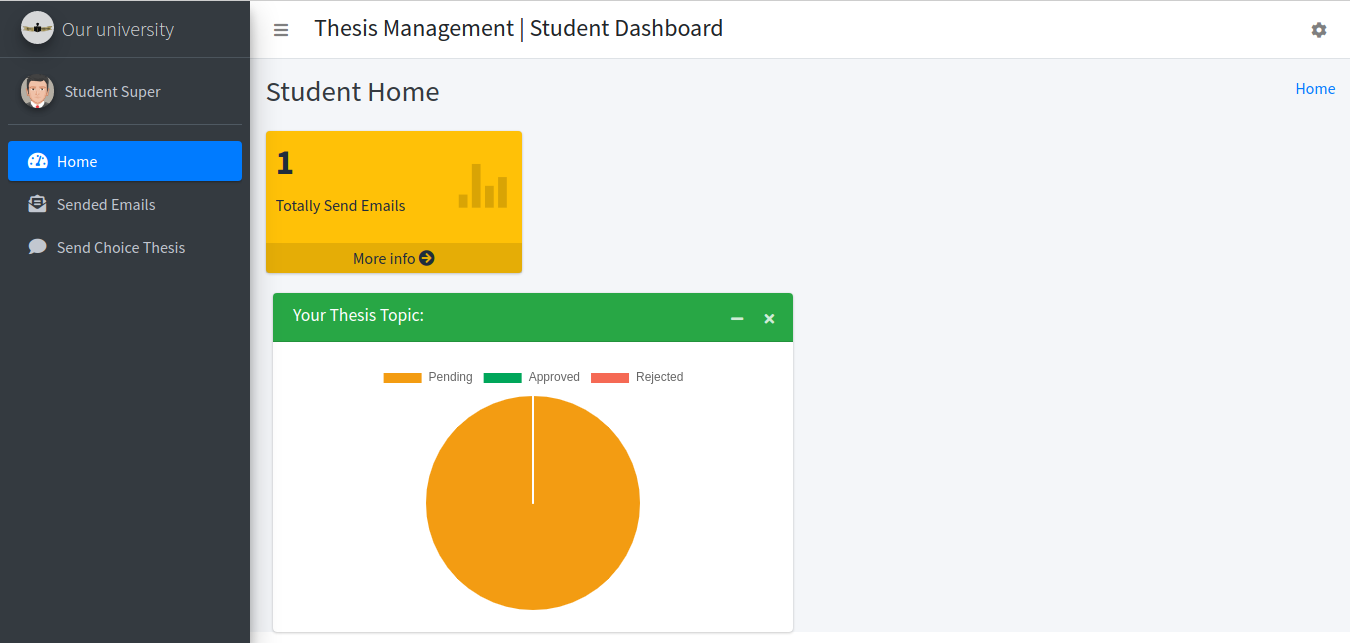 Our university
Thesis Management | Student Dashboard
Student Super
Home
Sended Emails
Send Choice Thesis
Student Home
Home
1
Totally Send Emails
More info
Your Thesis Topic:
Pending Approved Rejected